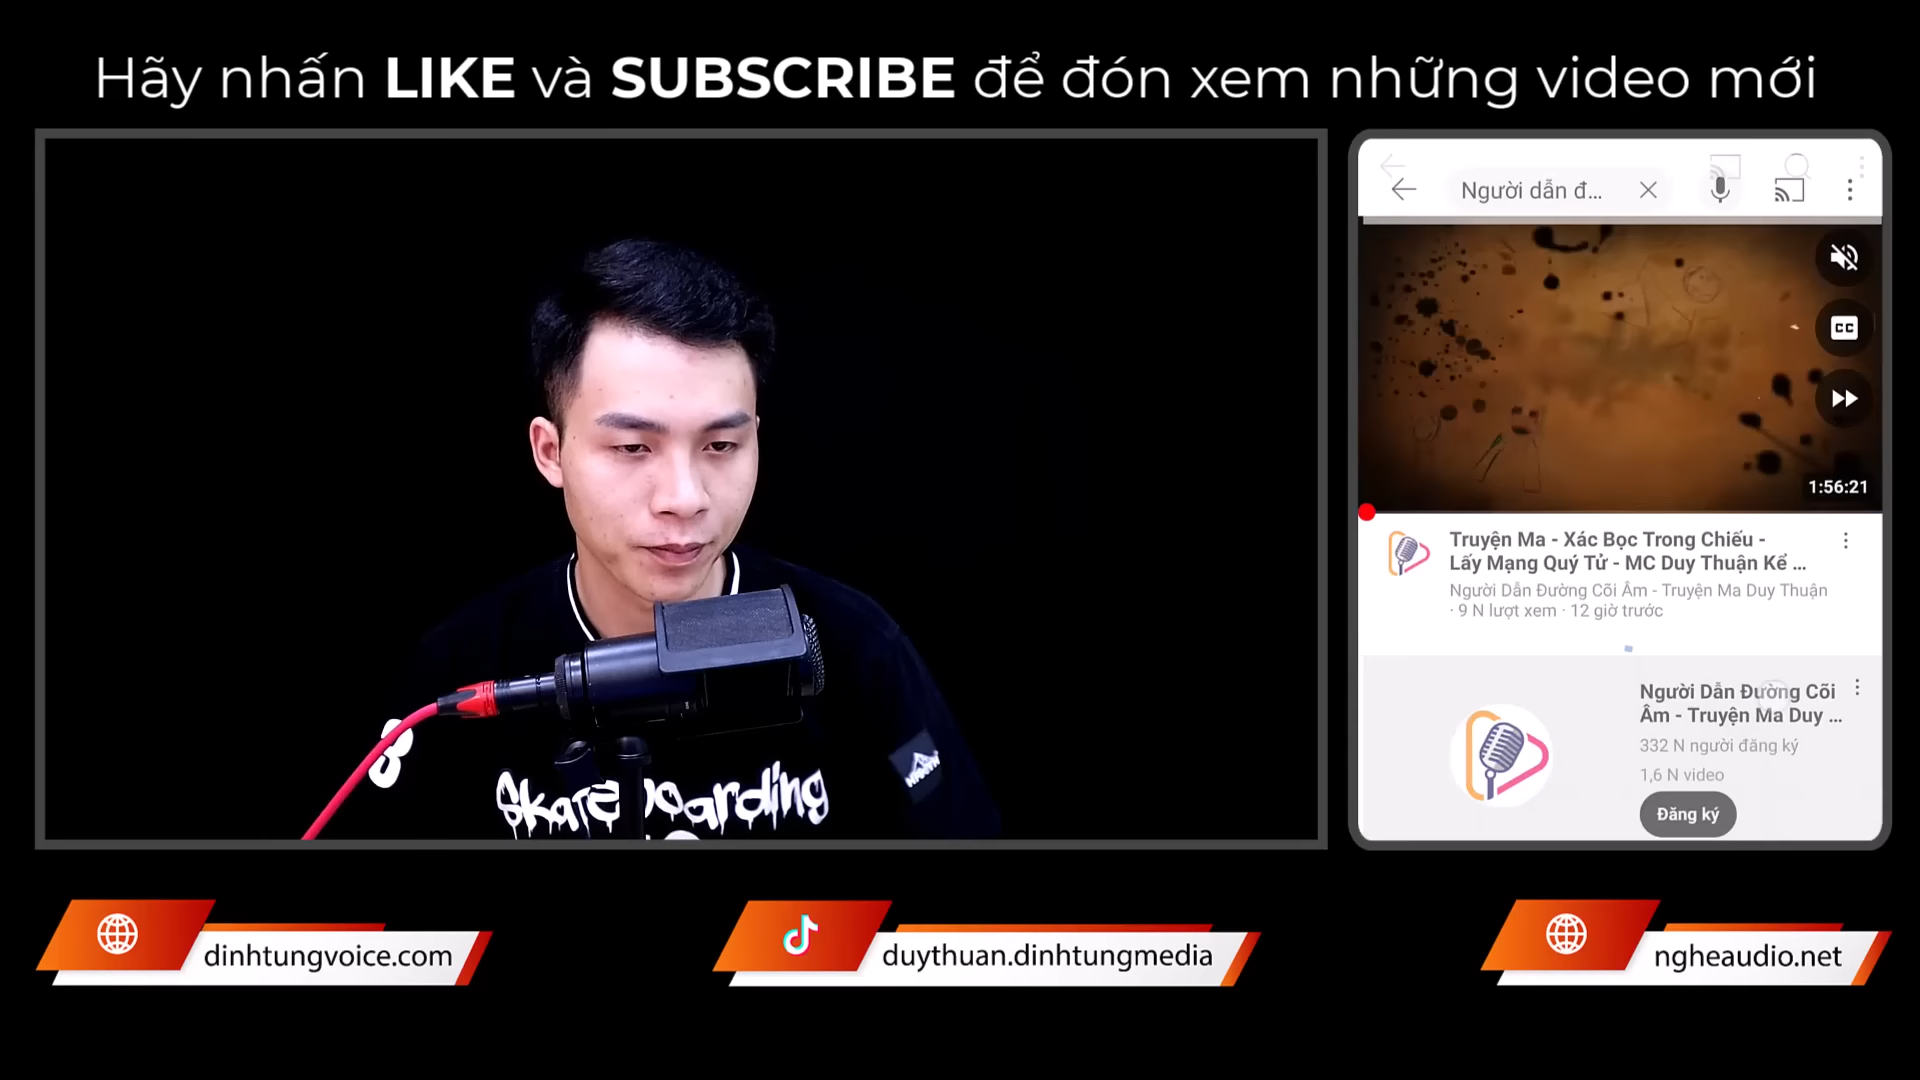 Hãy nhấn LIKE và SUBSCRIBE để đón xem những video mới
Người dẫn đ...
CC
1:56:21
Truyện Ma - Xác Bọc Trong Chiếu -
Lấy Mạng Quý Tử - MC Duy Thuận Kể ...
Người Dẫn Đường Cõi Âm - Truyện Ma Duy Thuận
· 9 N lượt xem · 12 giờ trước
Người Dẫn Đường Cõi
Âm - Truyện Ma Duy ...
332 N người đăng ký
1,6 N video
Đăng ký
dinhtungvoice.com
duythuan.dinhtungmedia
ngheaudio.net